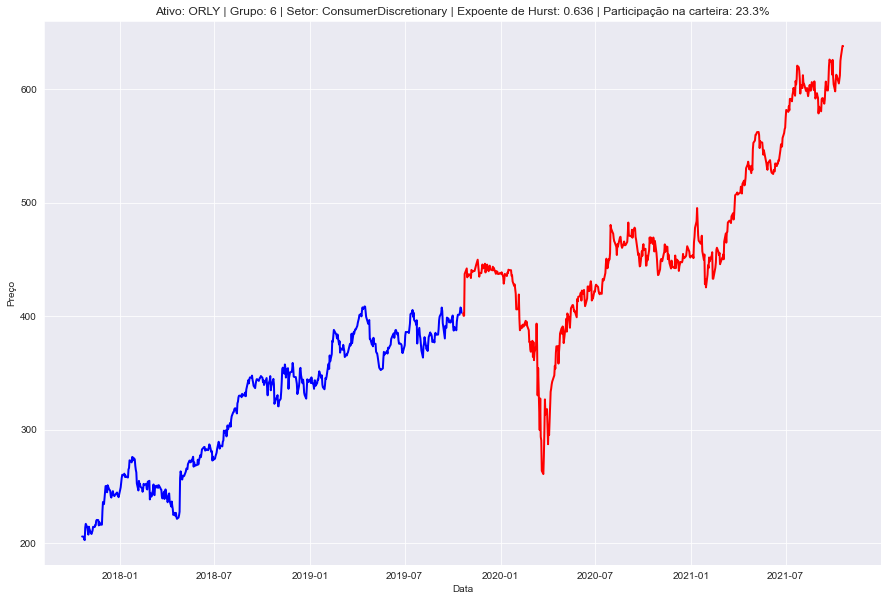 Ativo: ORLY | Grupo: 6 | Setor: ConsumerDiscretionary | Expoente de Hurst: 0.636 | Participação na carteira: 23.3%
600
500
400
300
200
Preço
2018-01 2018-07 2019-01 2019-07 2020-01 2020-07 2021-01 2021-07
Data